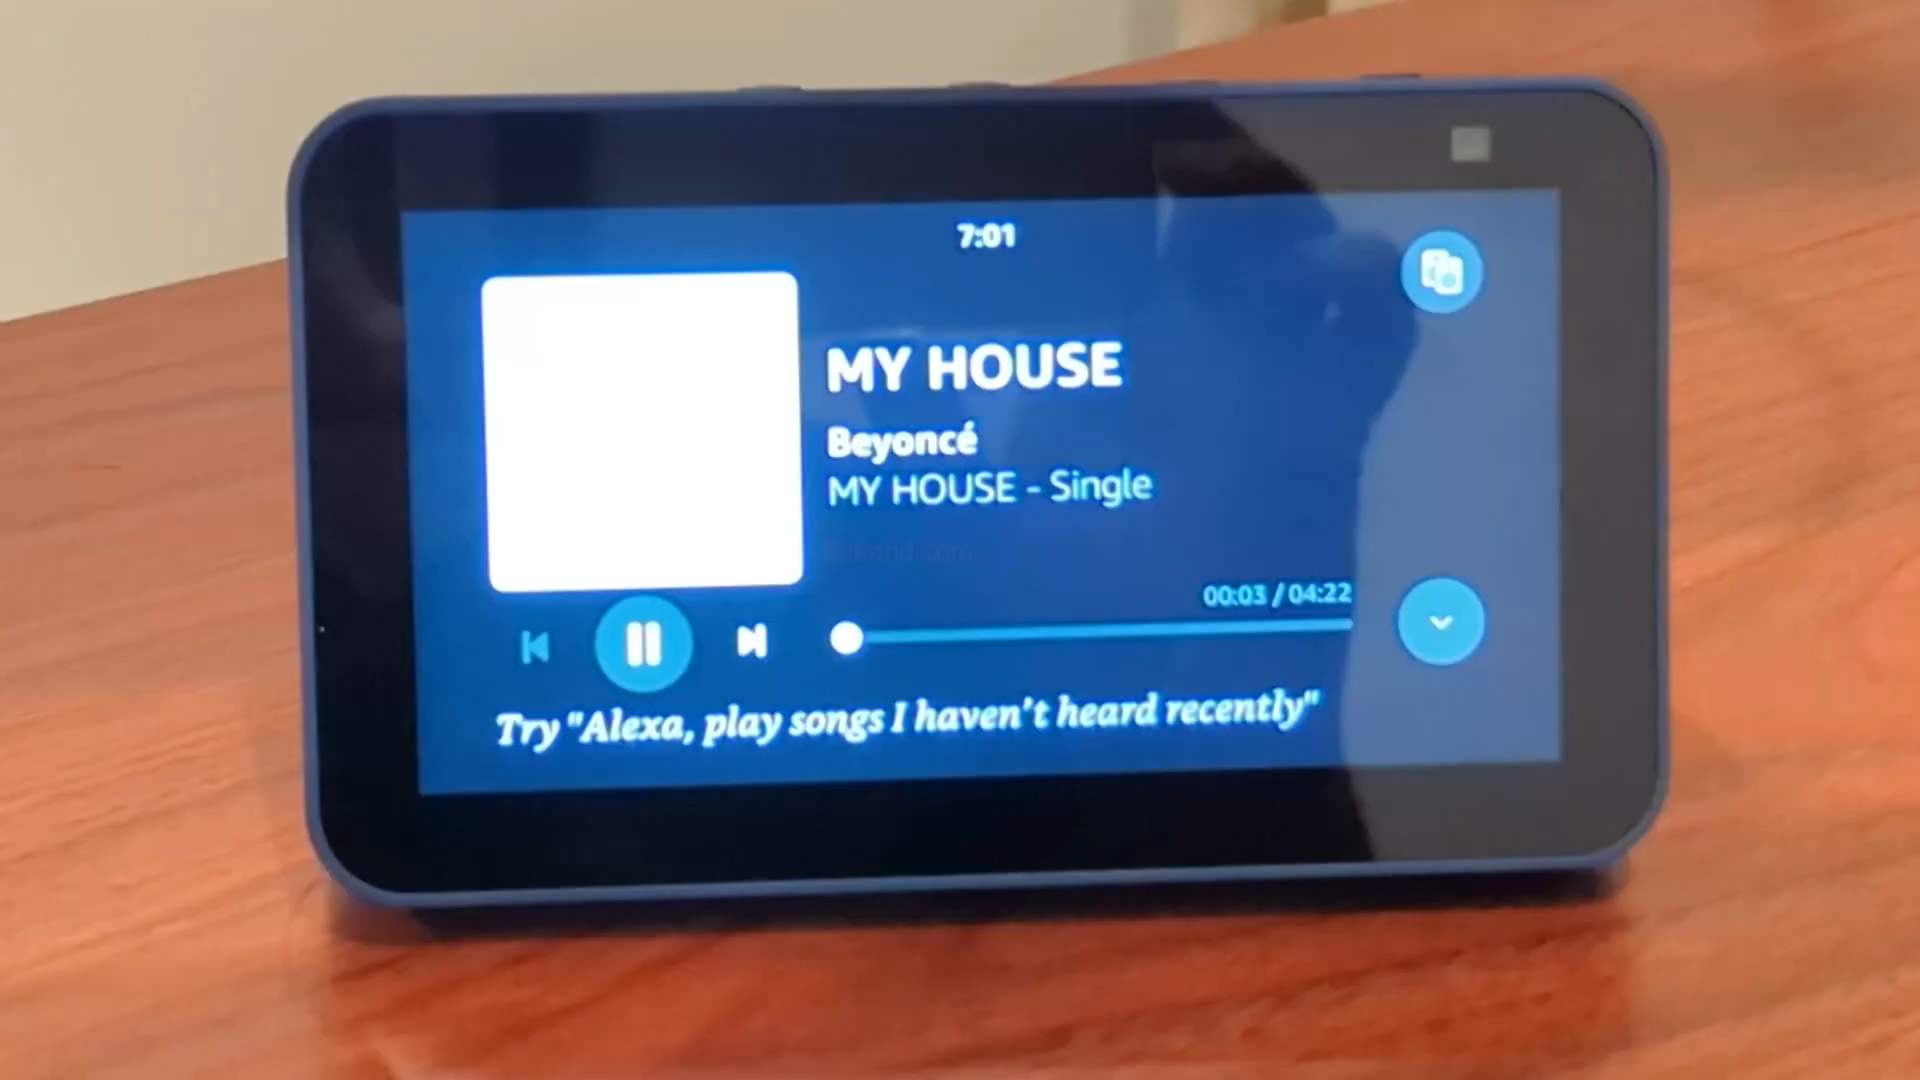 7:01
MY HOUSE
Beyoncé
MY HOUSE - Single
00:03 / 04:22
Try "Alexa, play songs I haven't heard recently"